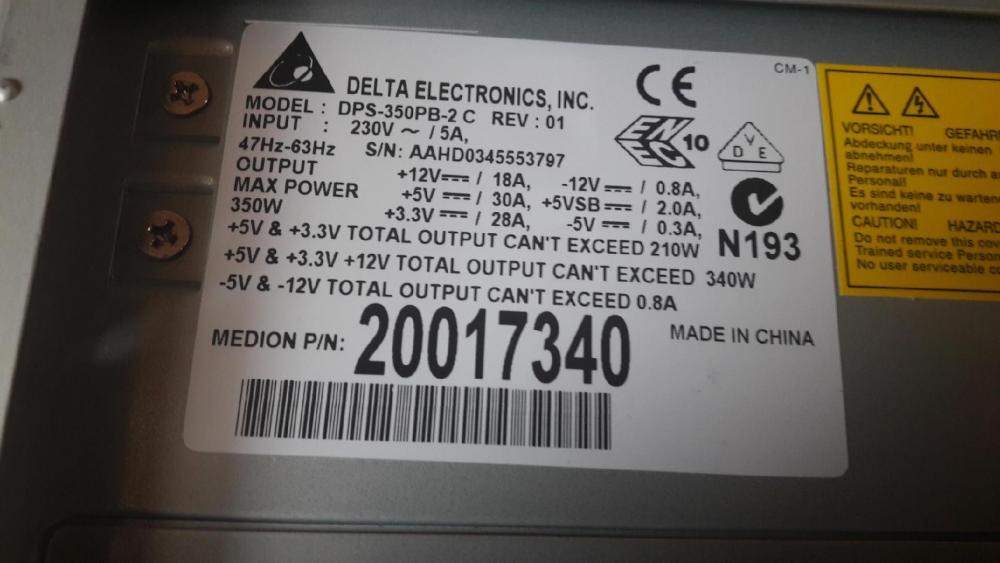 CM-1
DELTA ELECTRONICS, INC.
CE
MODEL : DPS-350PB-2 C REV : 01
INPUT : 230V ~ / 5A,
47Hz-63Hz S/N: AAHD0345553797
10
VDE
OUTPUT +12V⎓ / 18A, -12V⎓ / 0.8A,
MAX POWER +5V⎓ / 30A, +5VSB⎓ / 2.0A,
350W +3.3V⎓ / 28A, -5V⎓ / 0.3A,
N193
+5V & +3.3V TOTAL OUTPUT CAN'T EXCEED 210W
+5V & +3.3V +12V TOTAL OUTPUT CAN'T EXCEED 340W
-5V & -12V TOTAL OUTPUT CAN'T EXCEED 0.8A
MEDION P/N: 20017340
MADE IN CHINA
VORSICHT! GEFAHR
Abdeckung unter keinen
abnehmen!
Reparaturen nur durch
Personal!
Es sind keine zu warten
vorhanden!
CAUTION! HAZARD
Do not remove this
Trained service Person
No user serviceable